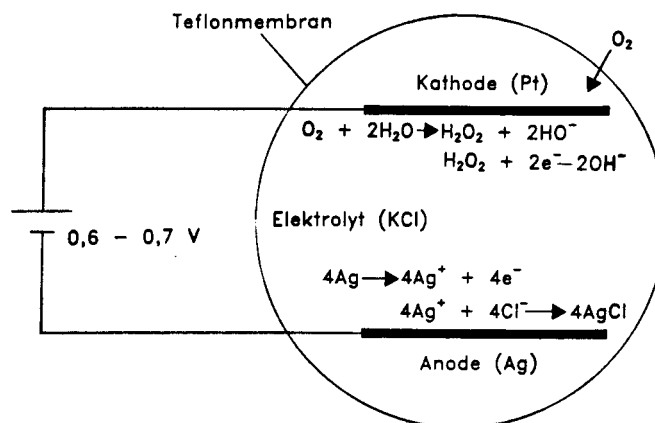 Teflonmembran
O₂
Kathode (Pt)
O₂ + 2H₂O→H₂O₂ + 2HO⁻
H₂O₂ + 2e⁻—2OH⁻
Elektrolyt (KCl)
0,6 – 0,7 V
4Ag→4Ag⁺ + 4e⁻
4Ag⁺ + 4Cl⁻→4AgCl
Anode (Ag)